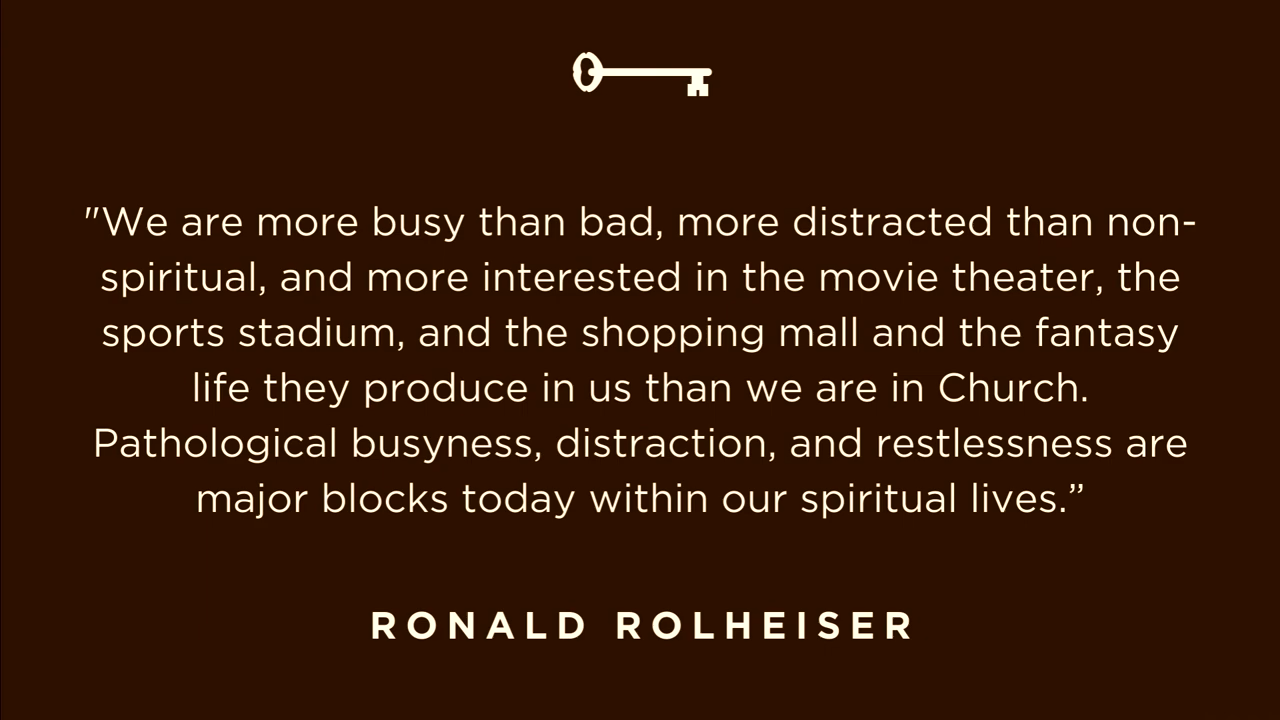 "We are more busy than bad, more distracted than non-
spiritual, and more interested in the movie theater, the
sports stadium, and the shopping mall and the fantasy
life they produce in us than we are in Church.
Pathological busyness, distraction, and restlessness are
major blocks today within our spiritual lives.”
RONALD ROLHEISER